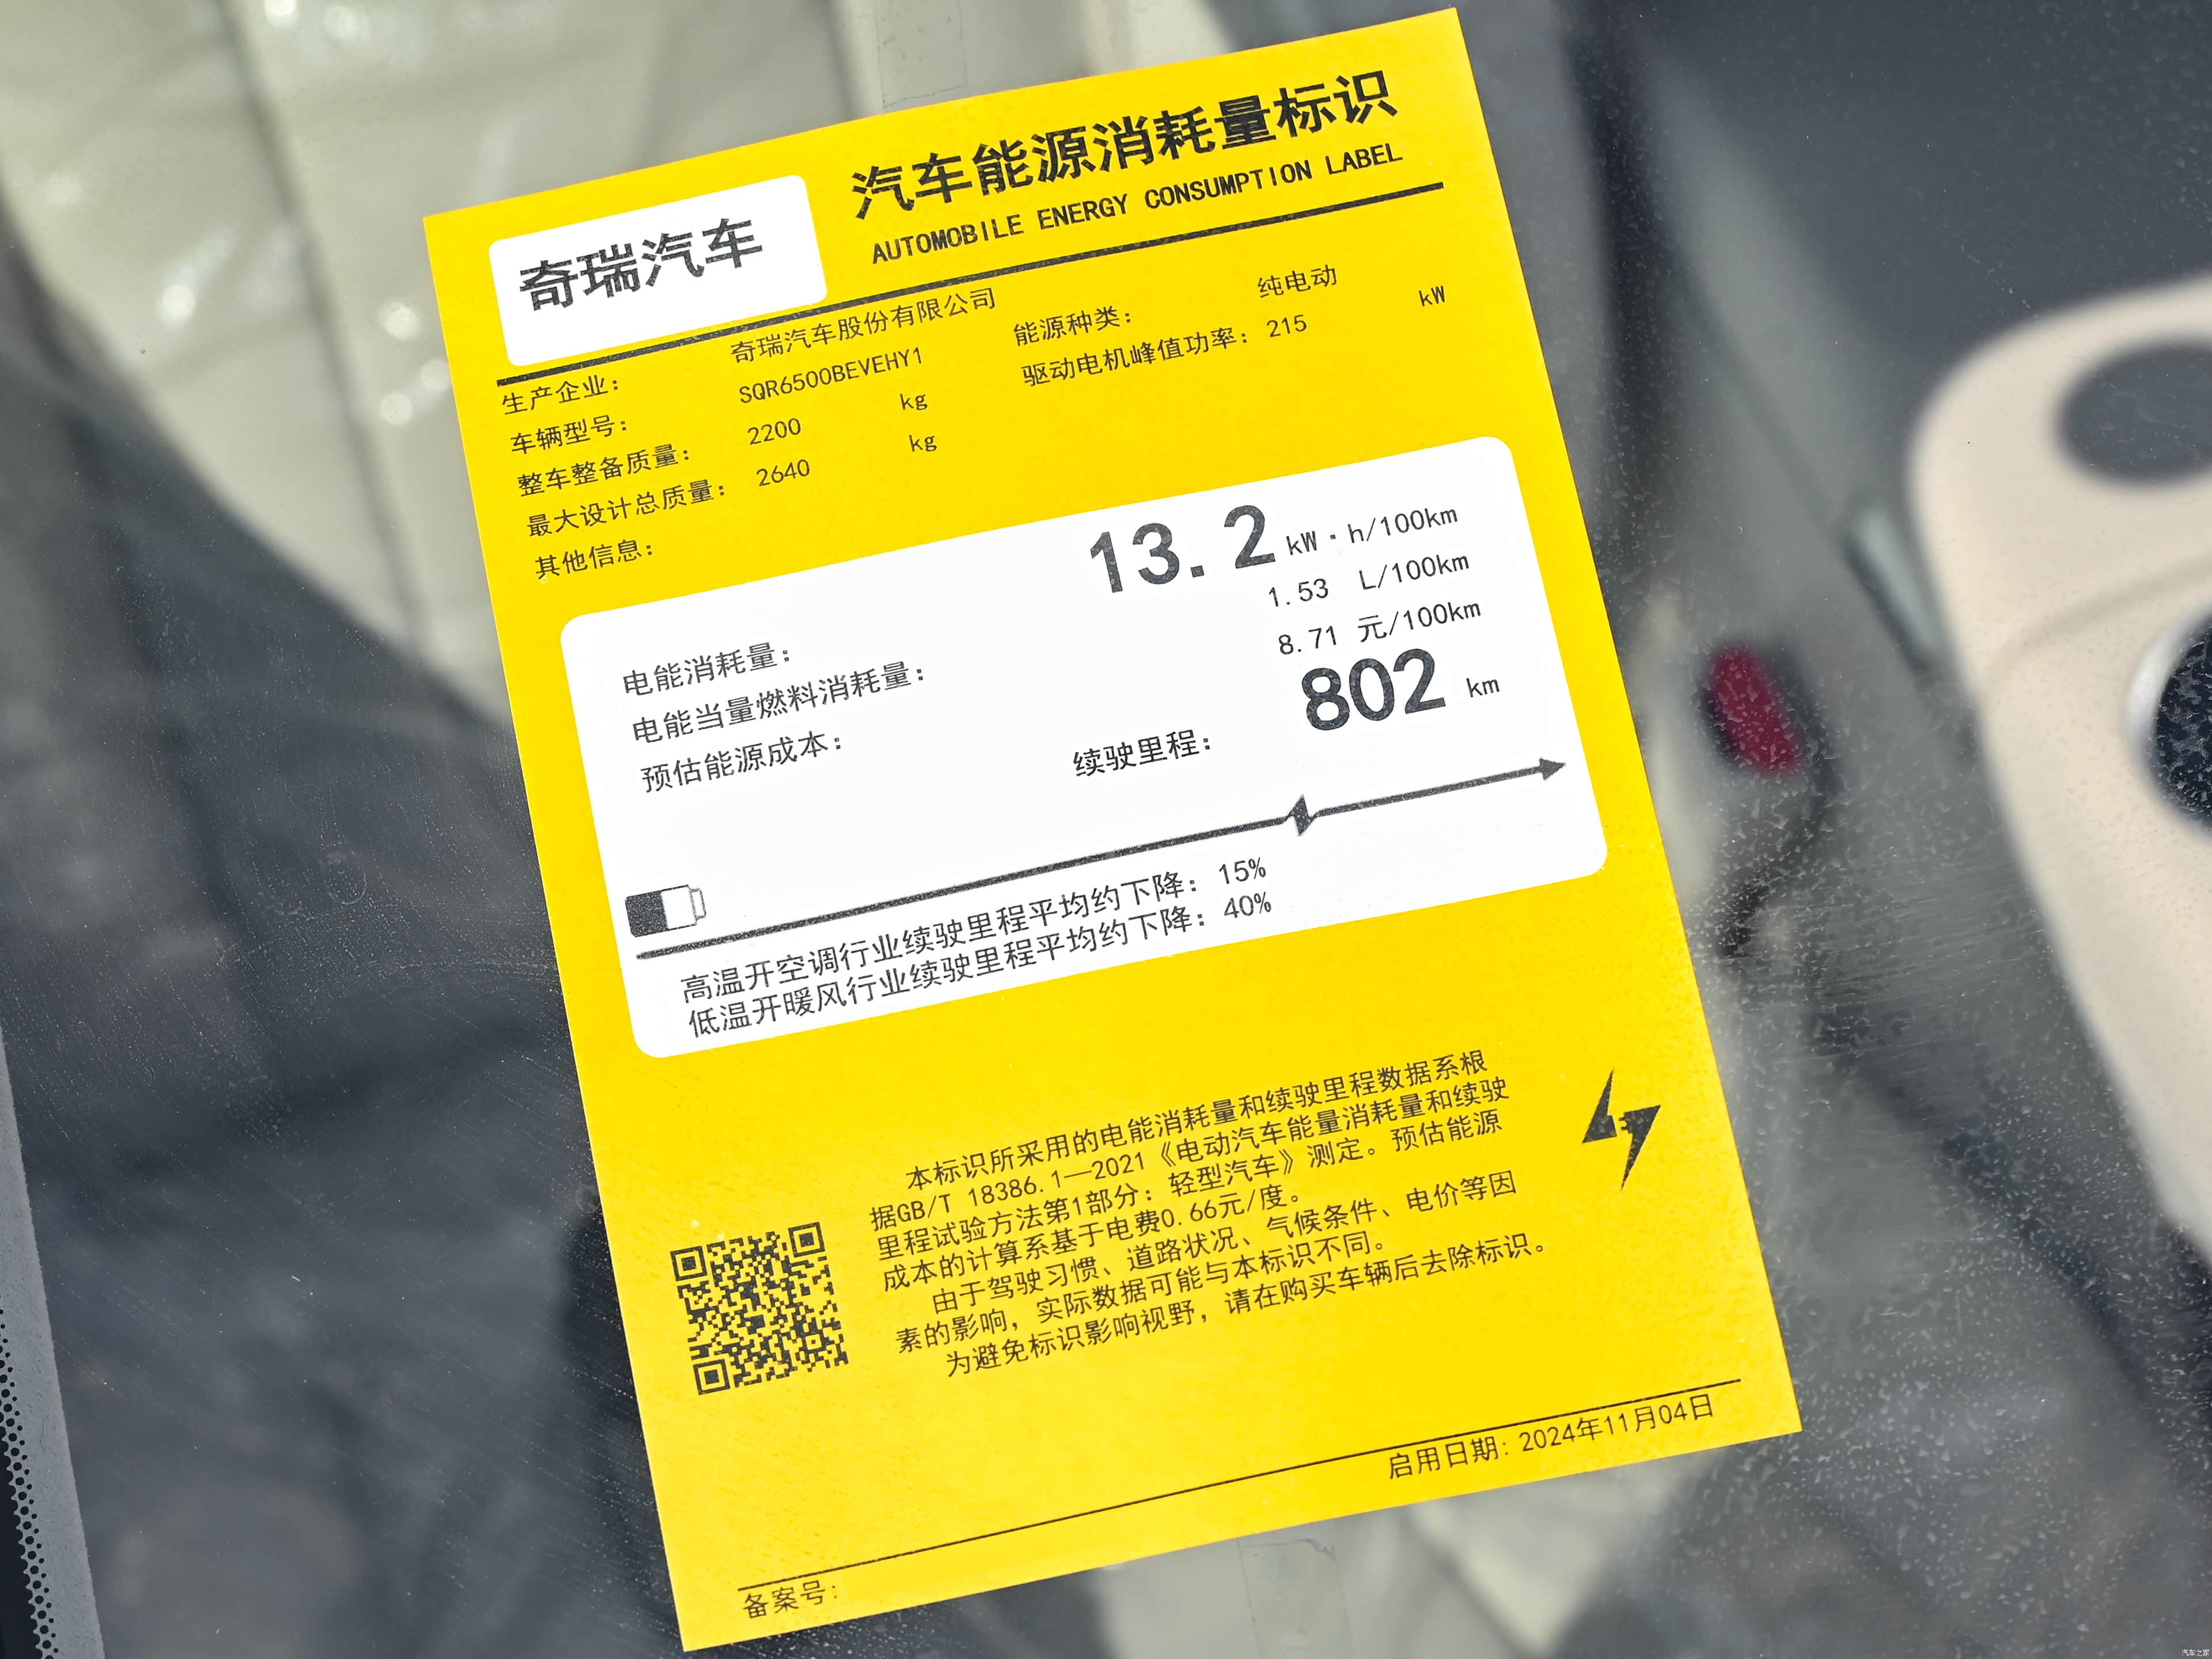 奇瑞汽车
汽车能源消耗量标识
AUTOMOBILE ENERGY CONSUMPTION LABEL
生产企业： 奇瑞汽车股份有限公司
车辆型号： SQR6500BEVEHY1 能源种类： 纯电动
整车整备质量： 2200 kg 驱动电机峰值功率： 215 kW
最大设计总质量： 2640 kg
其他信息：
电能消耗量： 13.2 kW·h/100km
电能当量燃料消耗量： 1.53 L/100km
预估能源成本： 8.71 元/100km
续驶里程： 802 km
高温开空调行业续驶里程平均约下降： 15%
低温开暖风行业续驶里程平均约下降： 40%
本标识所采用的电能消耗量和续驶里程数据系根
据GB/T 18386.1—2021《电动汽车能量消耗量和续驶
里程试验方法第1部分：轻型汽车》测定。预估能源
成本的计算系基于电费0.66元/度。
由于驾驶习惯、道路状况、气候条件、电价等因
素的影响，实际数据可能与本标识不同。
为避免标识影响视野，请在购买车辆后去除标识。
启用日期: 2024年11月04日
备案号:
汽车之家